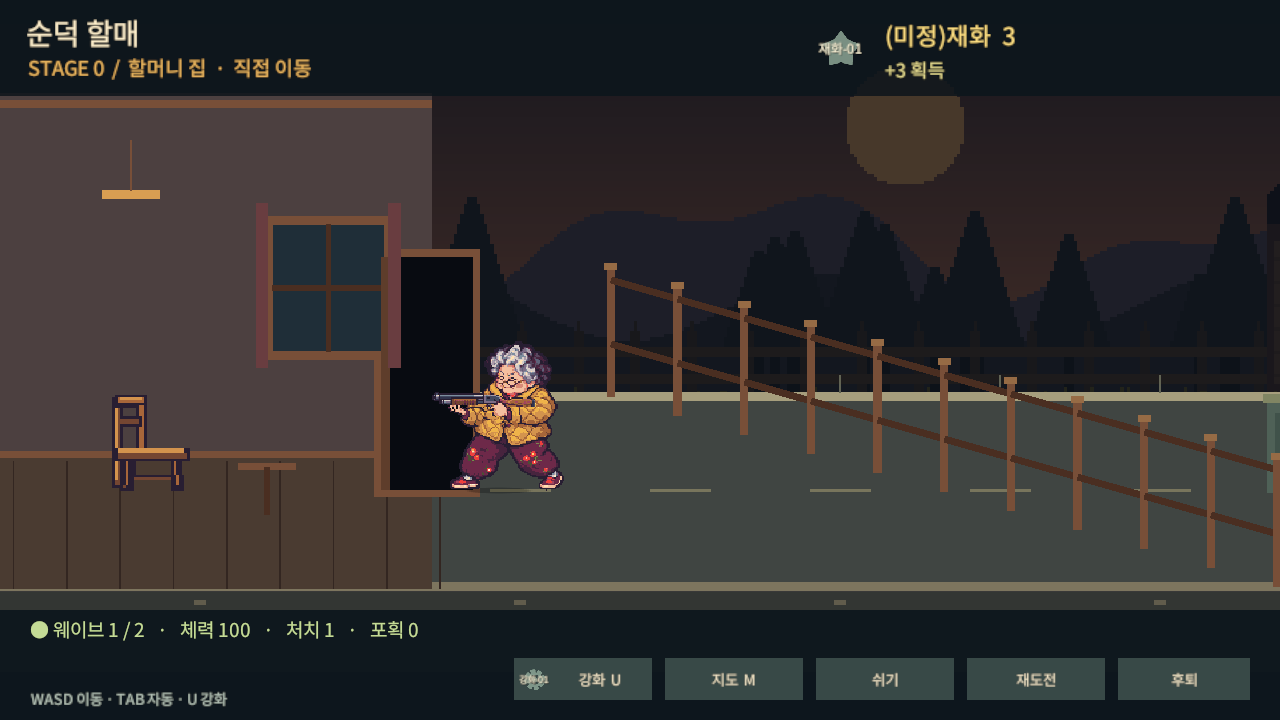 순덕 할매
STAGE 0 / 할머니 집 · 직접 이동
재화-01
(미정)재화 3
+3 획득
웨이브 1 / 2 · 체력 100 · 처치 1 · 포획 0
강화-01
강화 U
지도 M
쉬기
재도전
후퇴
WASD 이동 · TAB 자동 · U 강화